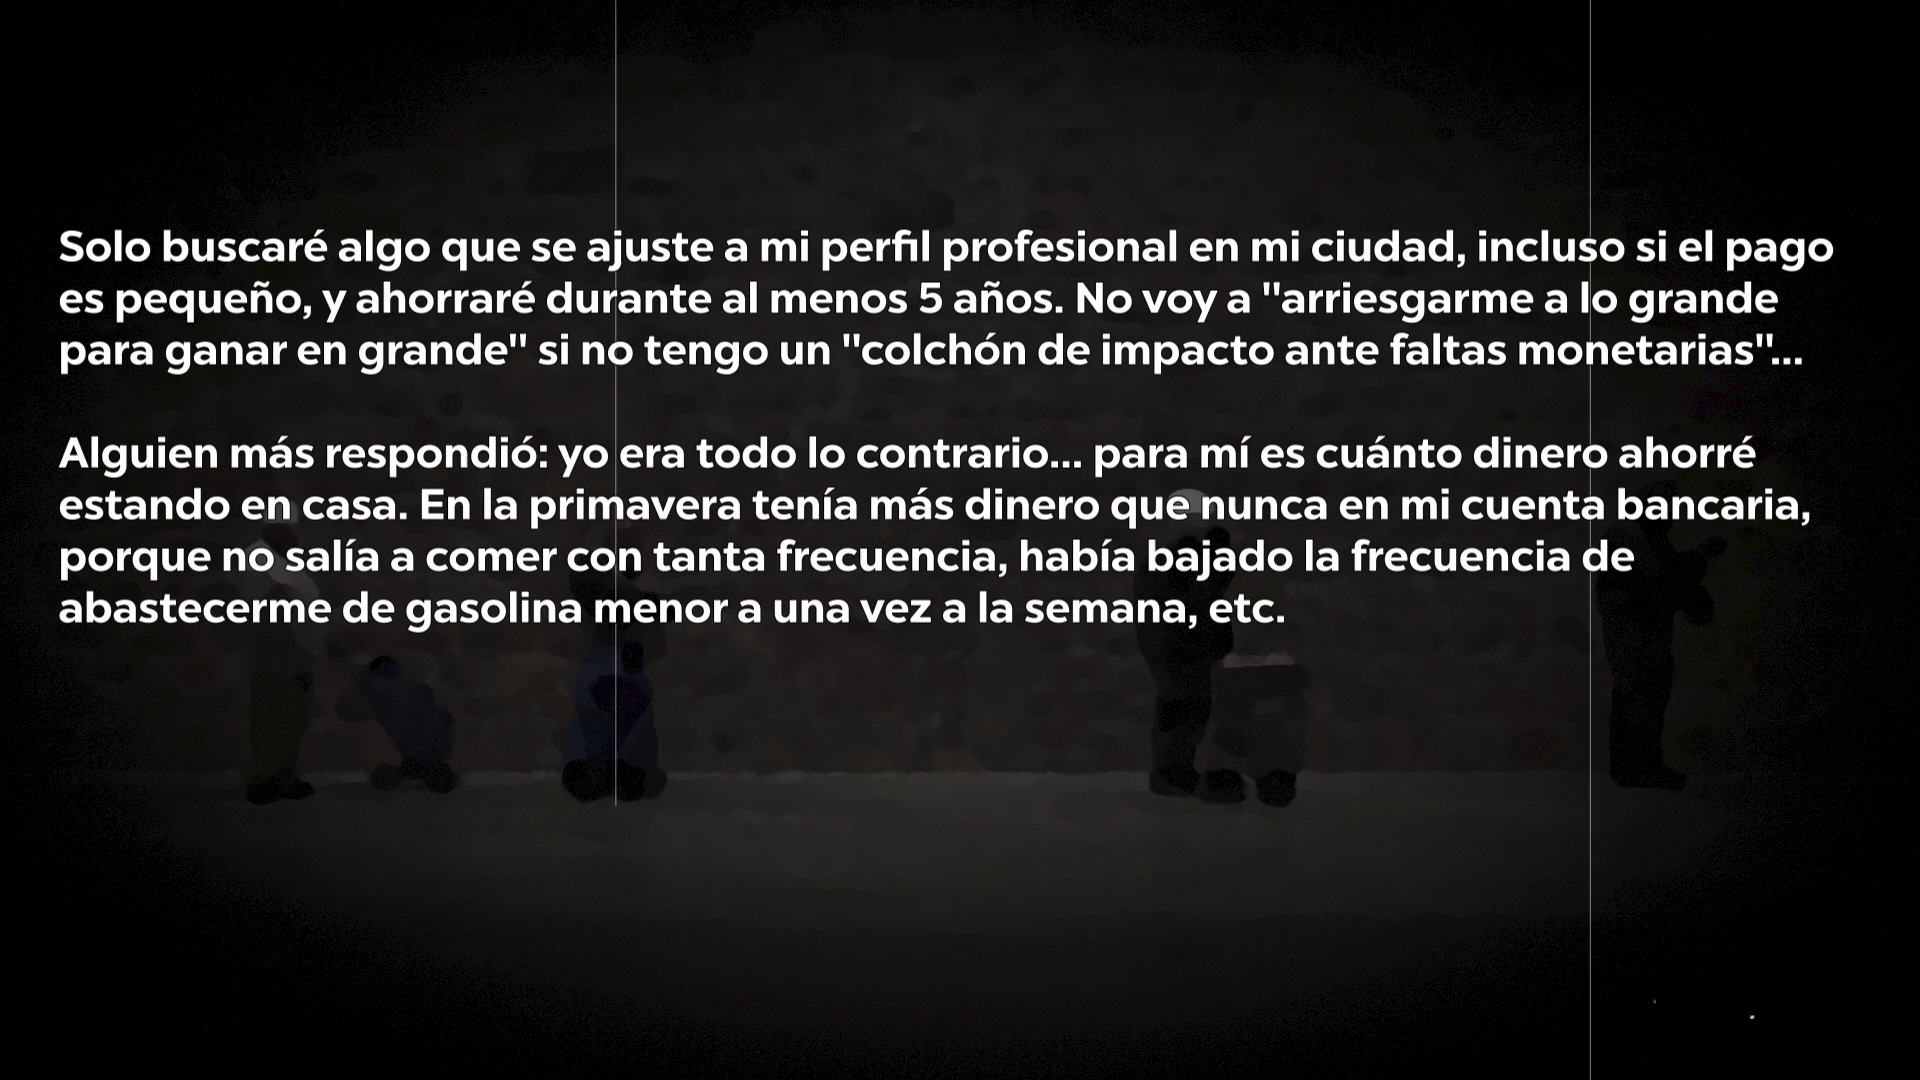 Solo buscaré algo que se ajuste a mi perfil profesional en mi ciudad, incluso si el pago
es pequeño, y ahorraré durante al menos 5 años. No voy a "arriesgarme a lo grande
para ganar en grande" si no tengo un "colchón de impacto ante faltas monetarias"...
Alguien más respondió: yo era todo lo contrario... para mí es cuánto dinero ahorré
estando en casa. En la primavera tenía más dinero que nunca en mi cuenta bancaria,
porque no salía a comer con tanta frecuencia, había bajado la frecuencia de
abastecerme de gasolina menor a una vez a la semana, etc.